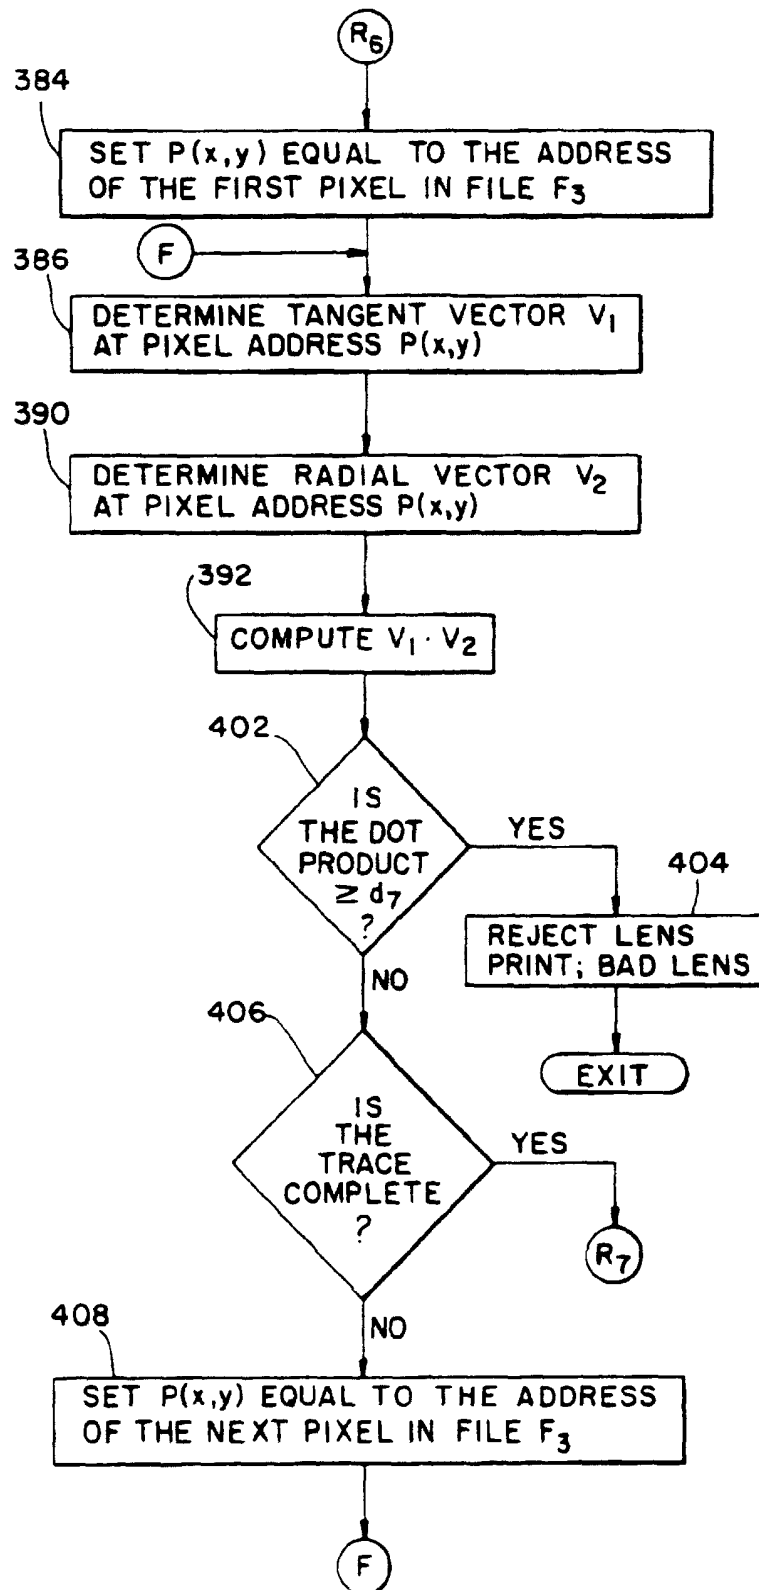 R₆
384
SET P(x,y) EQUAL TO THE ADDRESS
OF THE FIRST PIXEL IN FILE F₃
F
386
DETERMINE TANGENT VECTOR V₁
AT PIXEL ADDRESS P(x,y)
390
DETERMINE RADIAL VECTOR V₂
AT PIXEL ADDRESS P(x,y)
392
COMPUTE V₁ · V₂
402
IS
THE DOT
PRODUCT
≥ d₇
?
YES
404
REJECT LENS
PRINT; BAD LENS
NO
EXIT
406
IS
THE
TRACE
COMPLETE
?
YES
R₇
NO
408
SET P(x,y) EQUAL TO THE ADDRESS
OF THE NEXT PIXEL IN FILE F₃
F